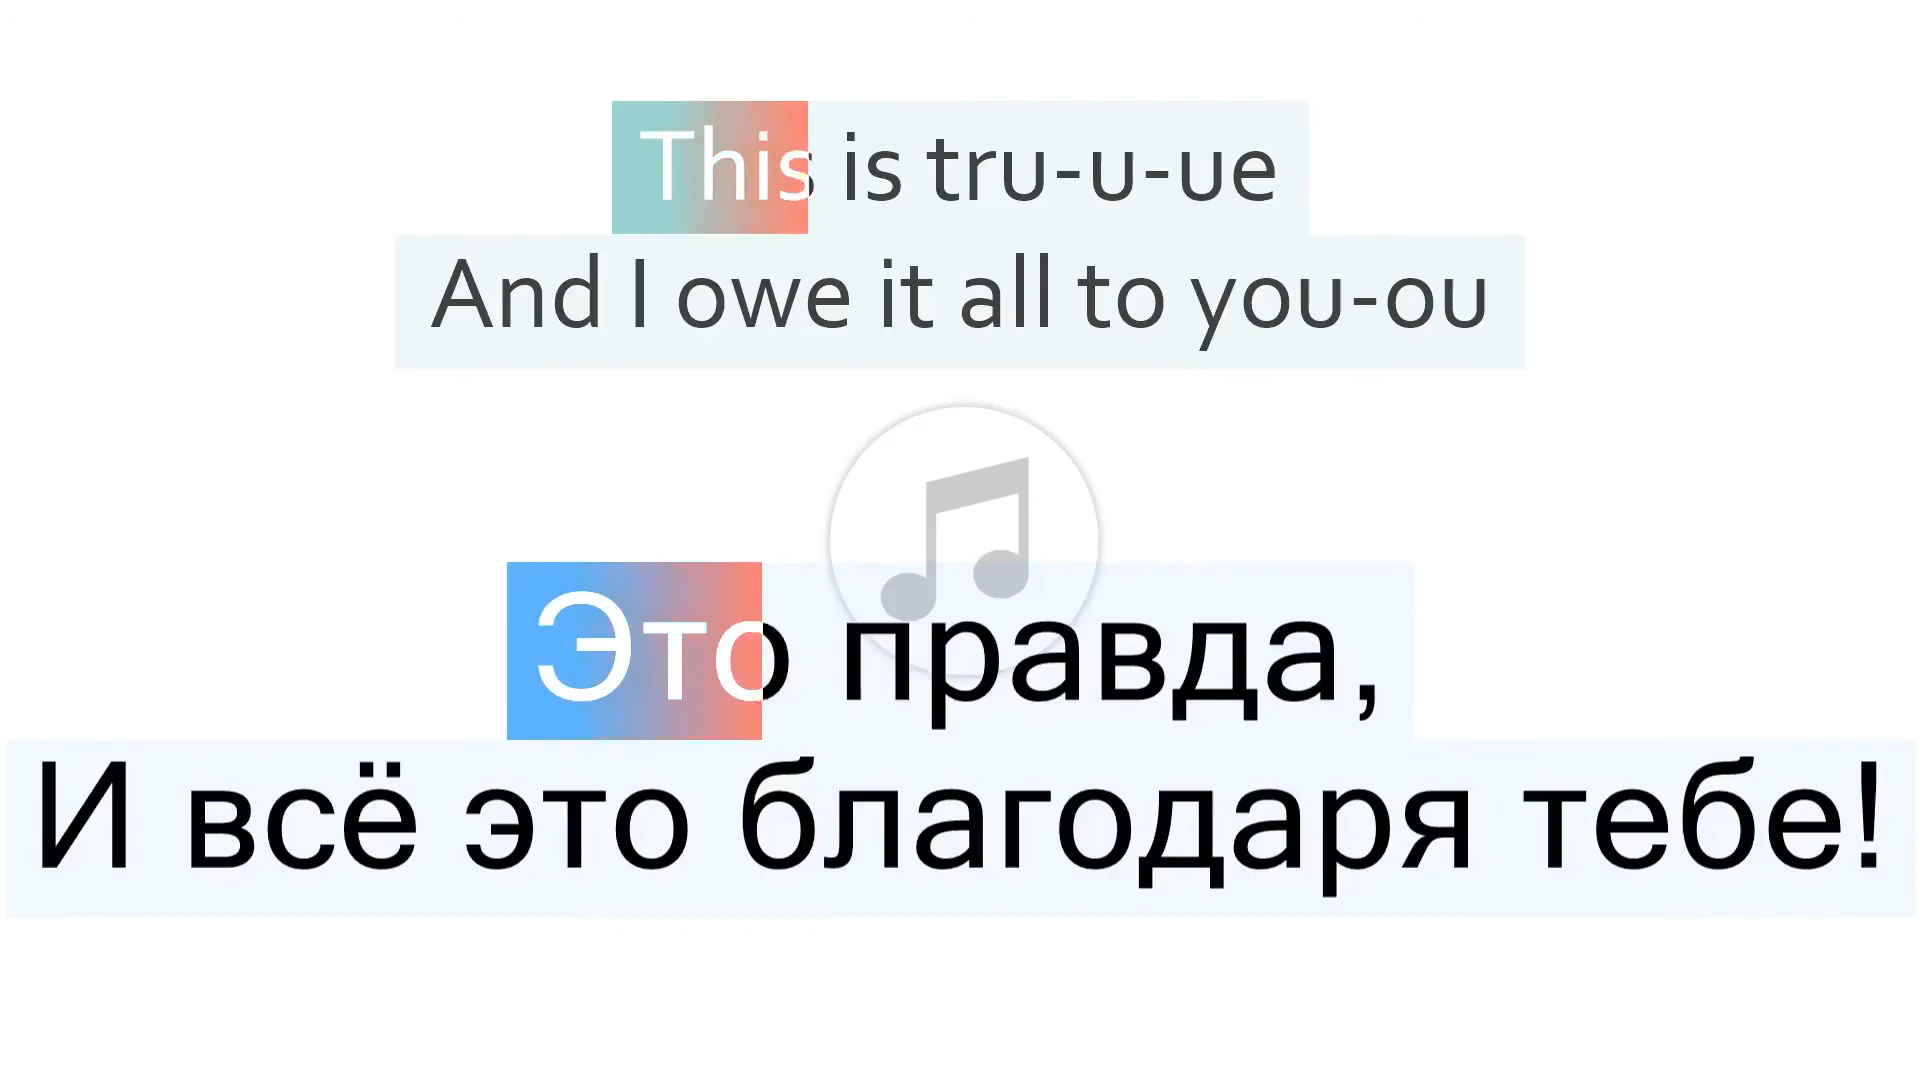 This is tru-u-ue
And I owe it all to you-ou
Это правда,
И всё это благодаря тебе!